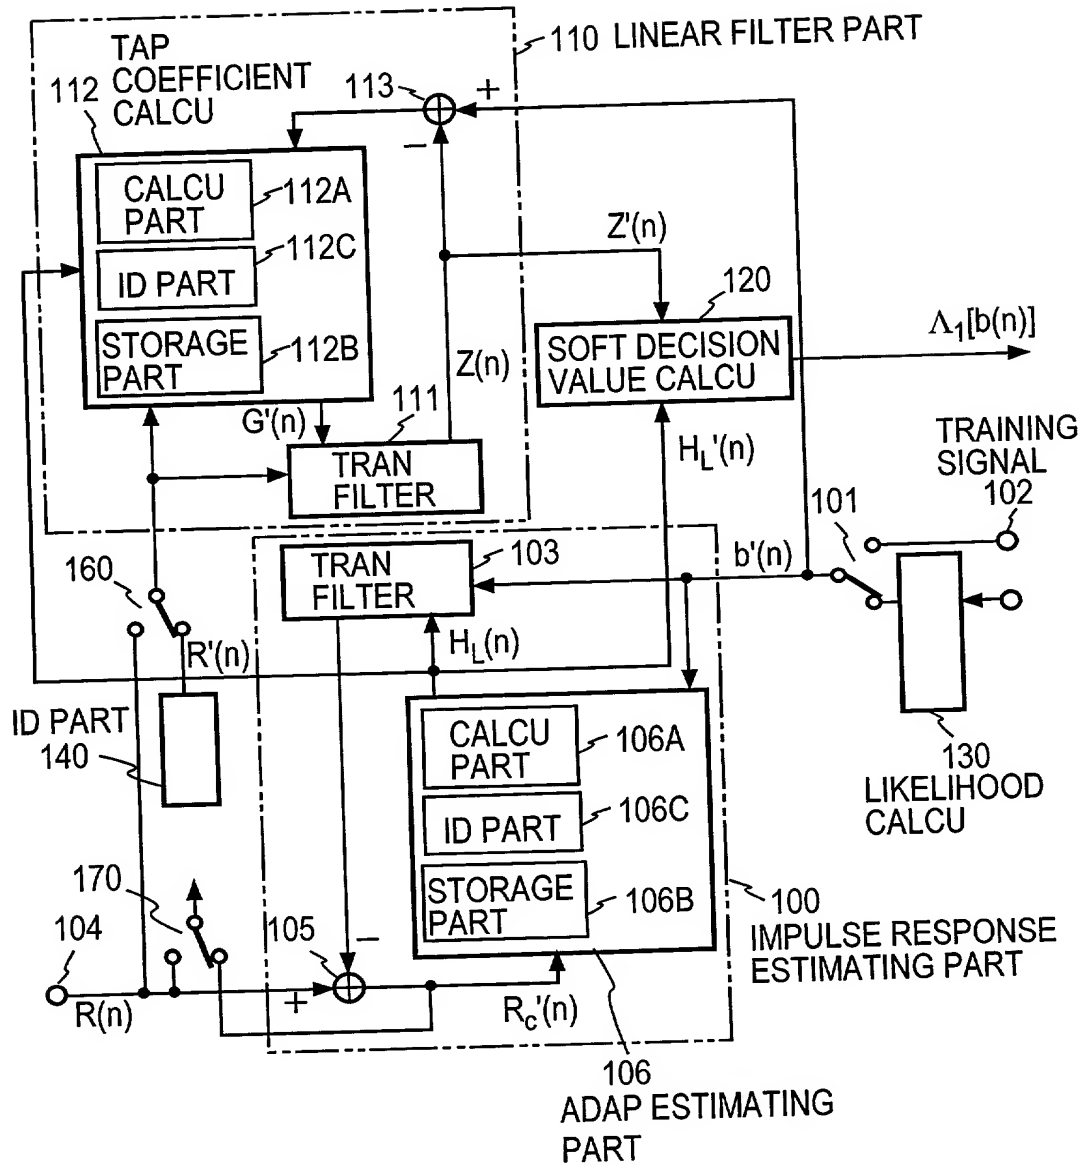 TAP
COEFFICIENT
CALCU
112
113
+
−
110 LINEAR FILTER PART
CALCU
PART
112A
ID PART
112C
STORAGE
PART
112B
Z'(n)
120
SOFT DECISION
VALUE CALCU
Λ1[b(n)]
Z(n)
G'(n)
111
TRAN
FILTER
HL'(n)
TRAINING
SIGNAL
102
101
103
TRAN
FILTER
b'(n)
160
R'(n)
HL(n)
ID PART
140
CALCU
PART
106A
ID PART
106C
STORAGE
PART
106B
130
LIKELIHOOD
CALCU
170
104
105
−
+
R(n)
Rc'(n)
100
IMPULSE RESPONSE
ESTIMATING PART
106
ADAP ESTIMATING
PART